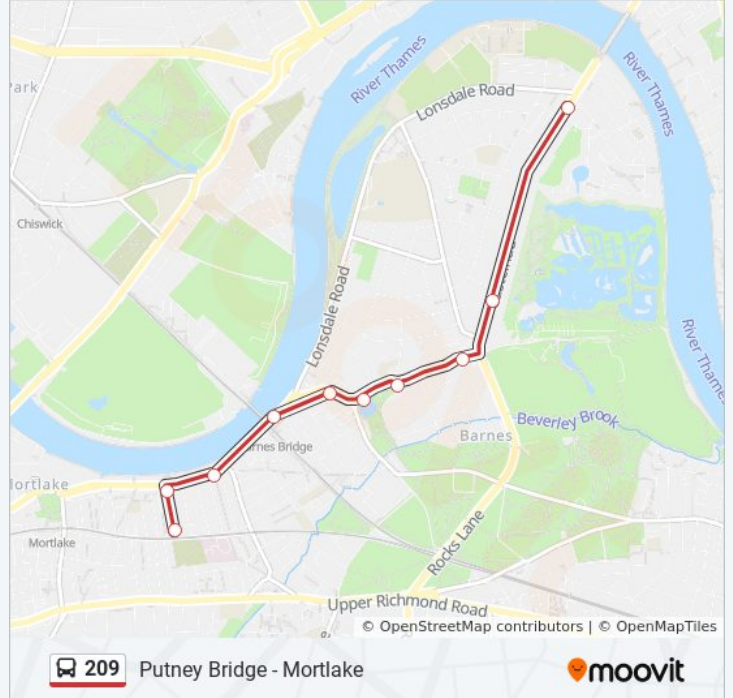 River Thames
River Thames
Lonsdale Road
Park
Chiswick
Lonsdale Road
River Thames
Beverley Brook
Barnes
Barnes Bridge
Mortlake
Mortlake
Rocks Lane
Upper Richmond Road
© OpenStreetMap contributors | © OpenMapTiles
209 Putney Bridge - Mortlake
moovit